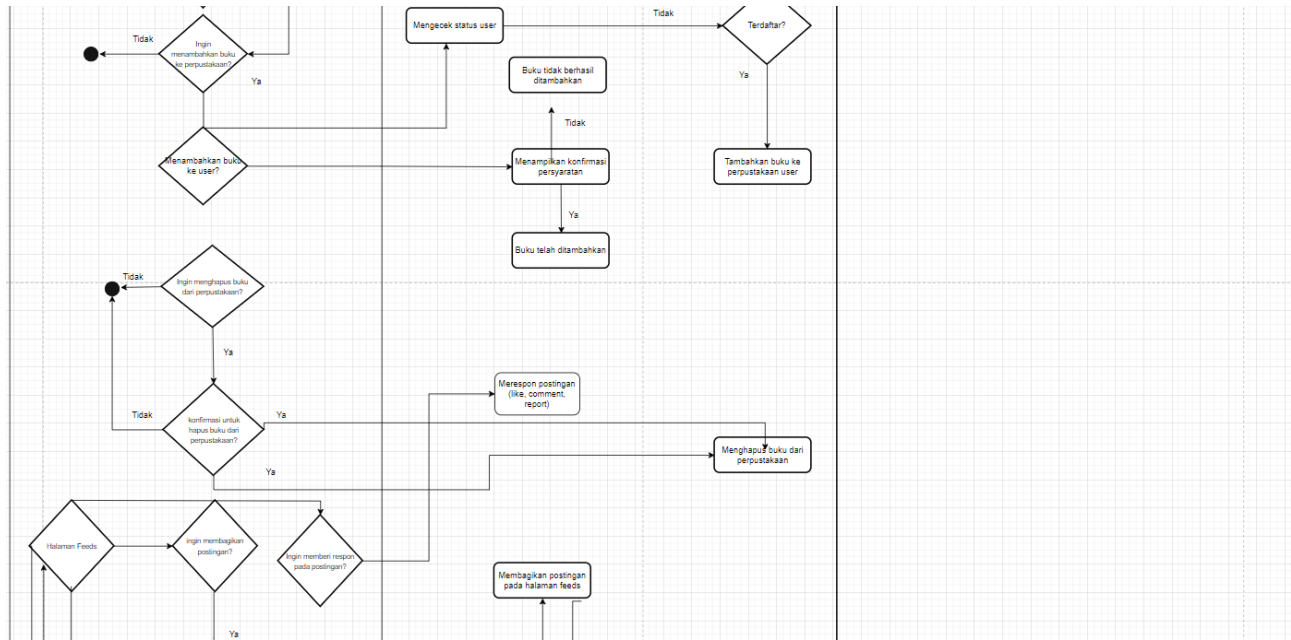 Tidak
Mengecek status user
Terdaftar?
Tidak
Ingin
menambahkan buku
ke perpustakaan?
Ya
Buku tidak berhasil
ditambahkan
Ya
Tidak
Menambahkan buku
ke user?
Menampilkan konfirmasi
persyaratan
Tambahkan buku ke
perpustakaan user
Ya
Buku telah ditambahkan
Tidak
Ingin menghapus buku
dari perpustakaan?
Ya
Merespon postingan
(like, comment,
report)
Tidak
konfirmasi untuk
hapus buku dari
perpustakaan?
Ya
Menghapus buku dari
perpustakaan
Ya
Halaman Feeds
ingin membagikan
postingan?
Ingin memberi respon
pada postingan?
Membagikan postingan
pada halaman feeds
Ya